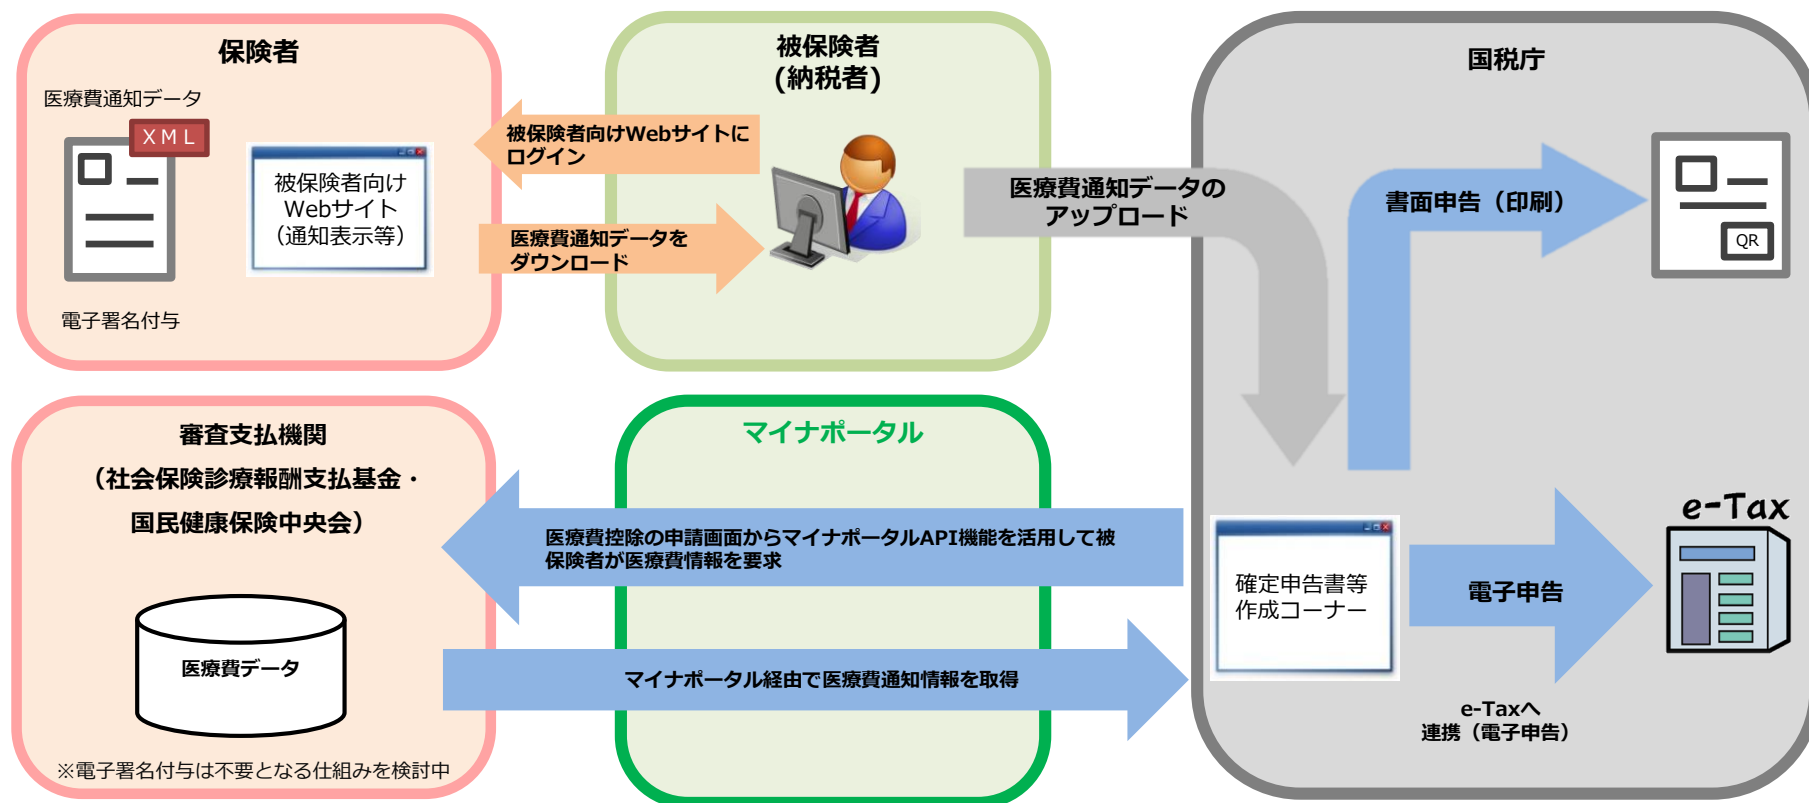 保険者
医療費通知データ
ＸＭＬ
被保険者向け
Webサイト
（通知表示等）
電子署名付与
被保険者
(納税者)
被保険者向けWebサイトに
ログイン
医療費通知データを
ダウンロード
医療費通知データの
アップロード
国税庁
書面申告（印刷）
QR
審査支払機関
（社会保険診療報酬支払基金・
国民健康保険中央会）
医療費データ
※電子署名付与は不要となる仕組みを検討中
マイナポータル
医療費控除の申請画面からマイナポータルAPI機能を活用して被
保険者が医療費情報を要求
マイナポータル経由で医療費通知情報を取得
確定申告書等
作成コーナー
電子申告
e-Tax
e-Taxへ
連携（電子申告）